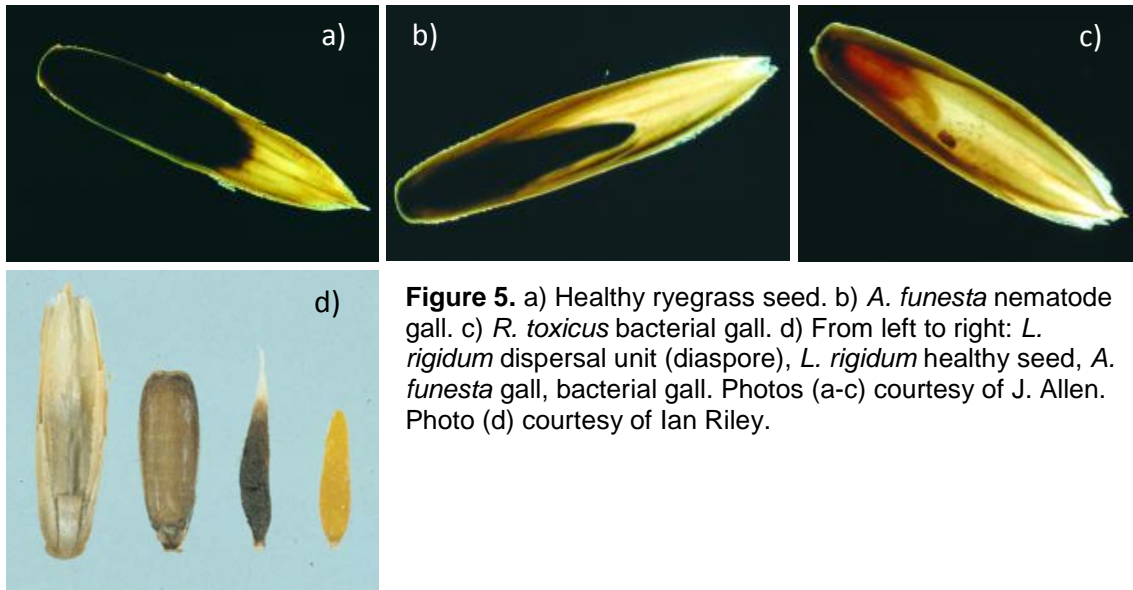 a)
b)
c)
d)
Figure 5. a) Healthy ryegrass seed. b) A. funesta nematode
gall. c) R. toxicus bacterial gall. d) From left to right: L.
rigidum dispersal unit (diaspore), L. rigidum healthy seed, A.
funesta gall, bacterial gall. Photos (a-c) courtesy of J. Allen.
Photo (d) courtesy of Ian Riley.